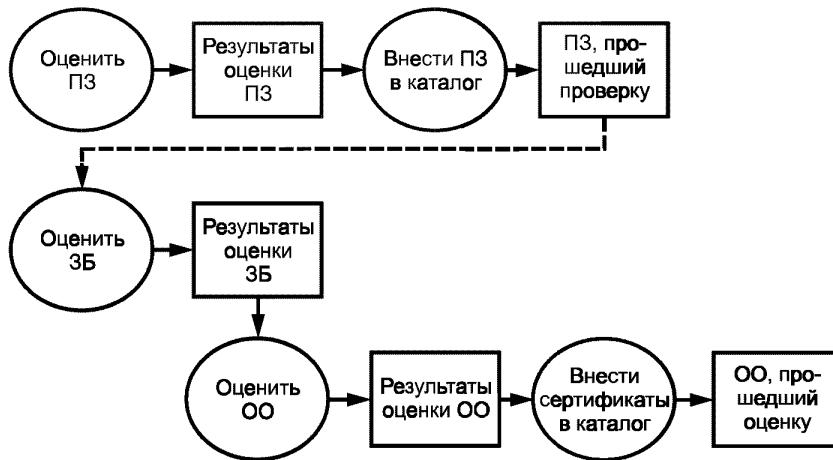 Оценить
ПЗ
Результаты
оценки
ПЗ
Внести ПЗ
в каталог
ПЗ, про-
шедший
проверку
Оценить
ЗБ
Результаты
оценки
ЗБ
Оценить
ОО
Результаты
оценки ОО
Внести
сертификаты
в каталог
ОО, про-
шедший
оценку